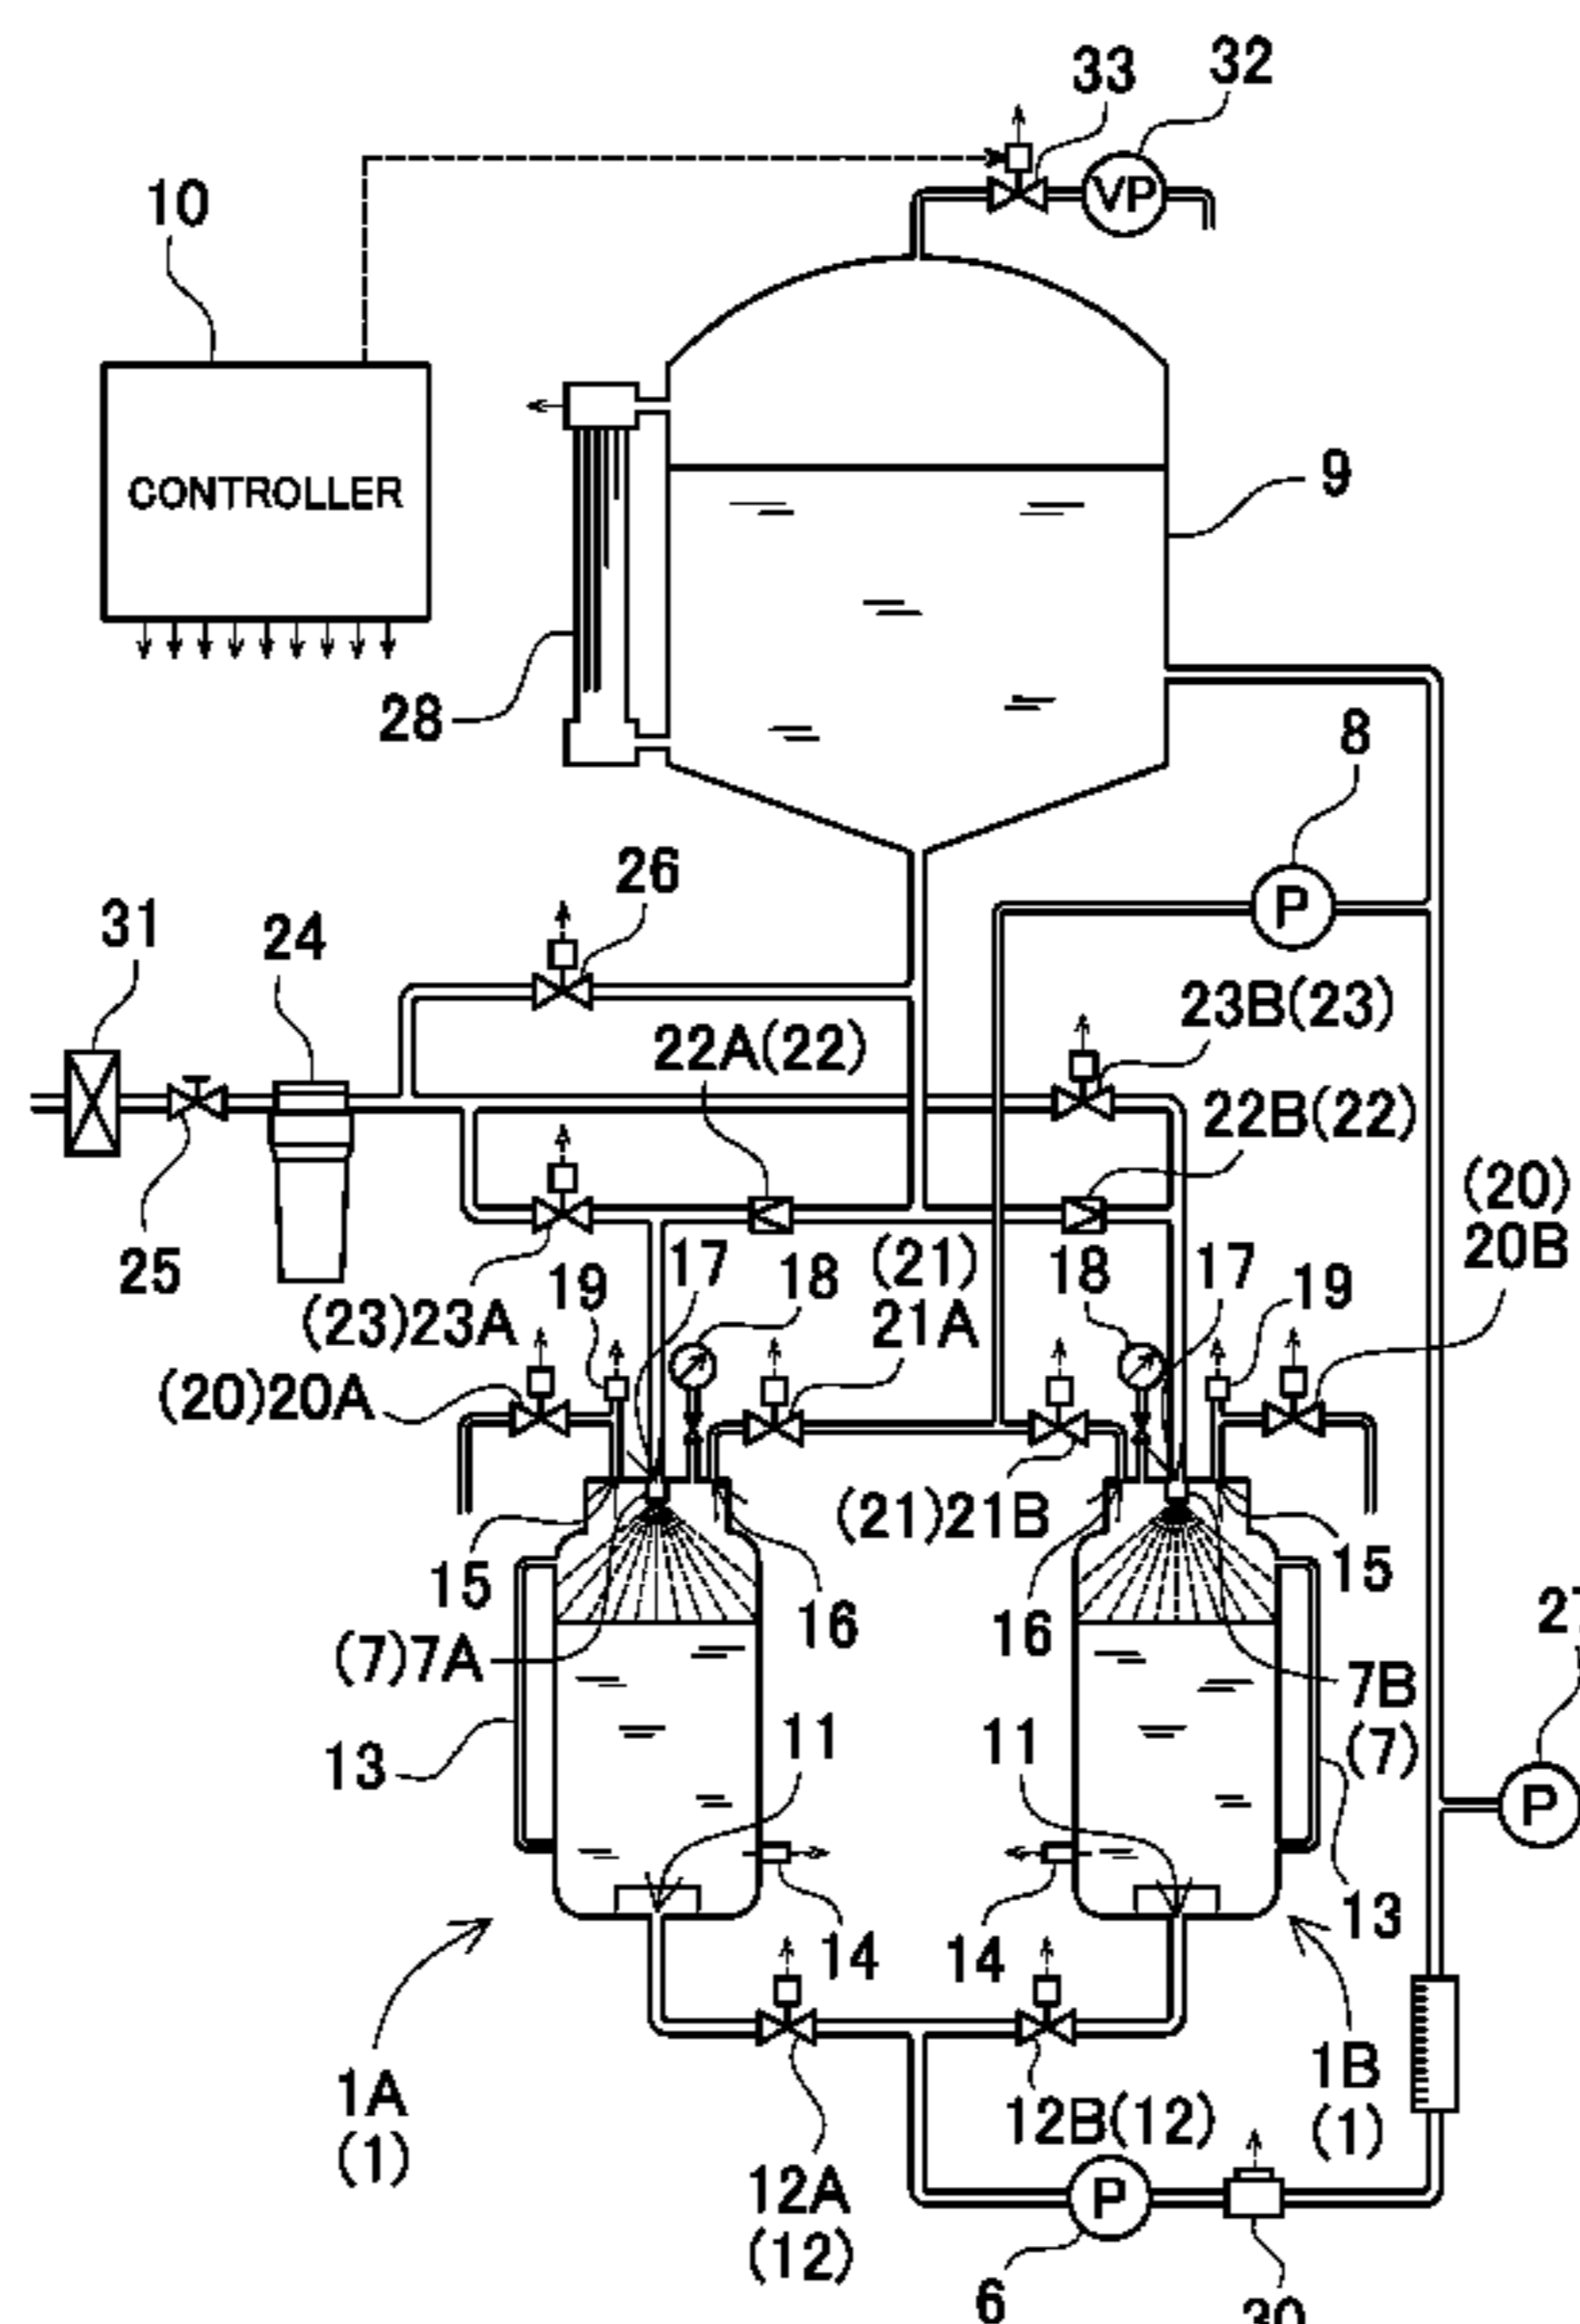 33
32
VP
10
CONTROLLER
9
28
8
P
26
31
24
23B(23)
22A(22)
22B(22)
(20)
20B
25
(23)23A
19
17
18
(21)
21A
18
17
19
(20)20A
(21)21B
15
16
16
15
(7)7A
7B
(7)
27
P
13
11
11
13
14
14
1A
(1)
12A
(12)
12B(12)
1B
(1)
P
6
30